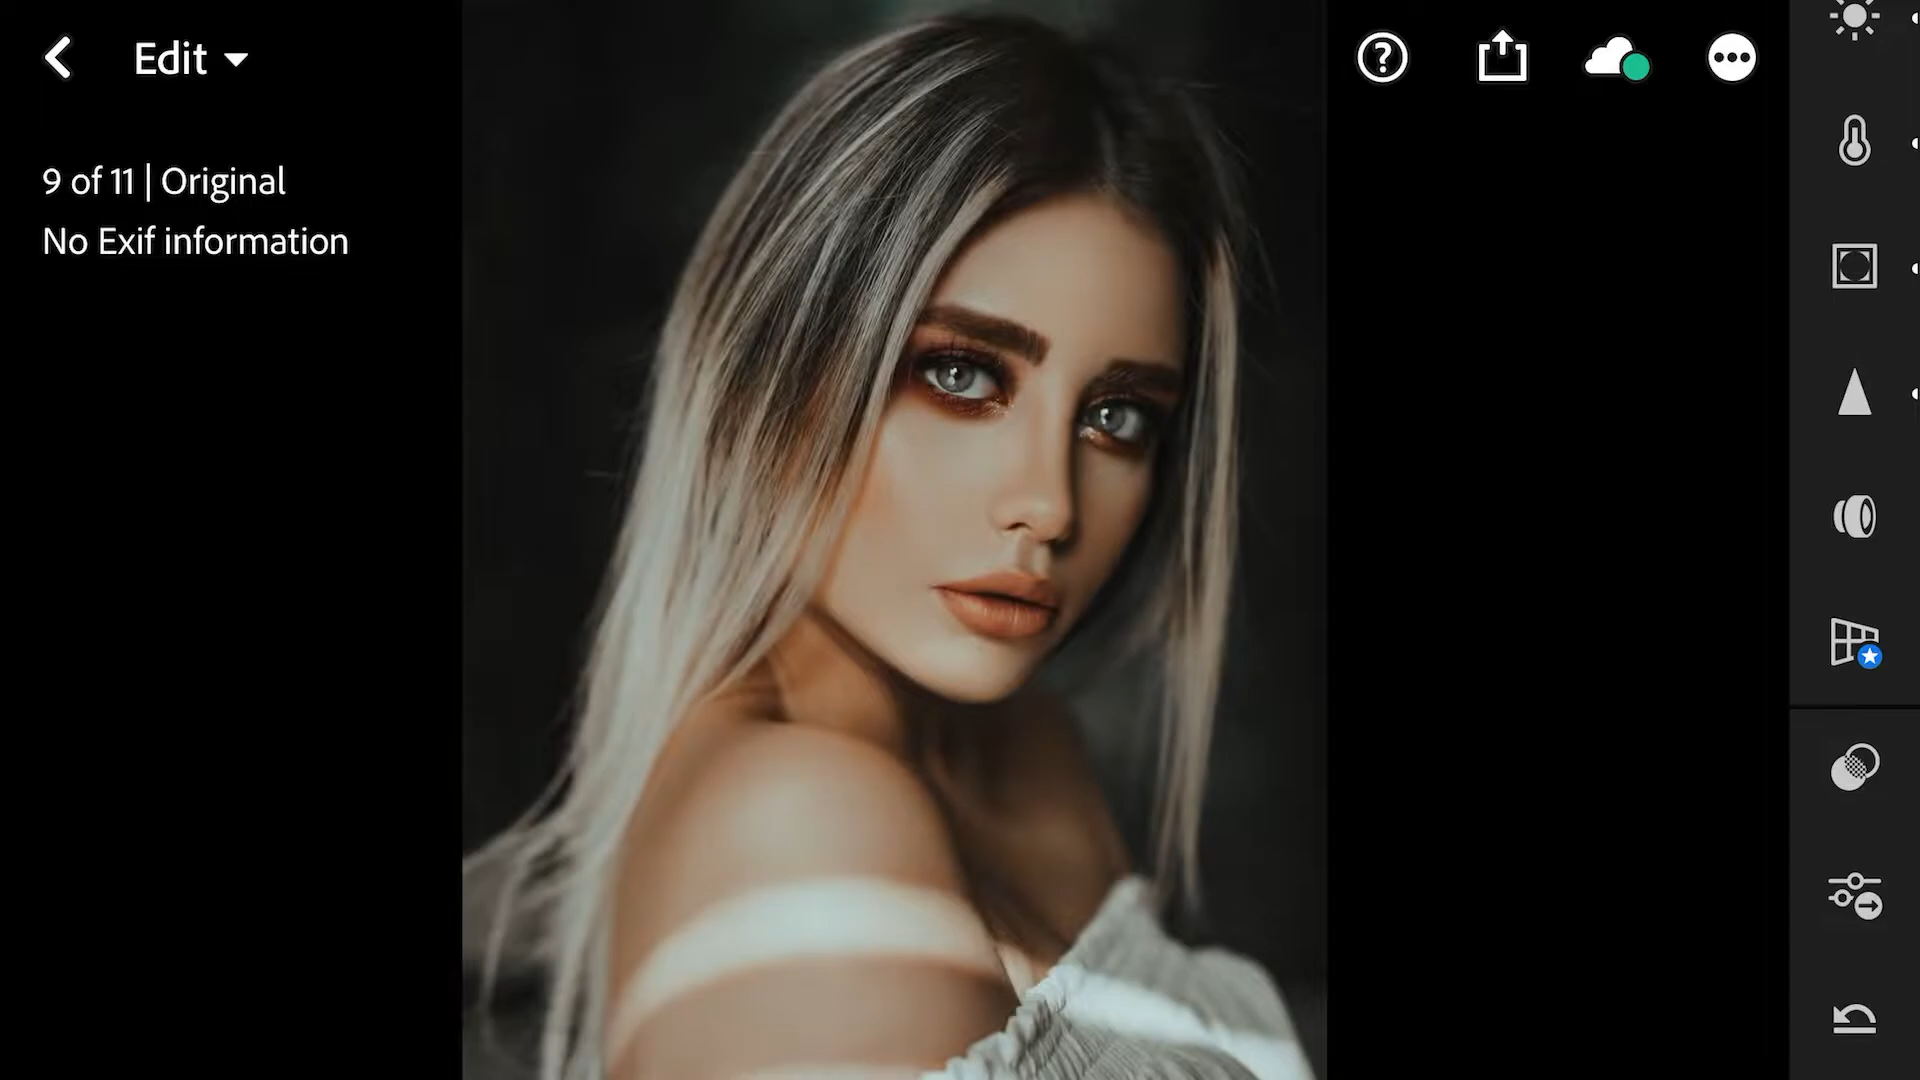 Edit
9 of 11 | Original
No Exif information